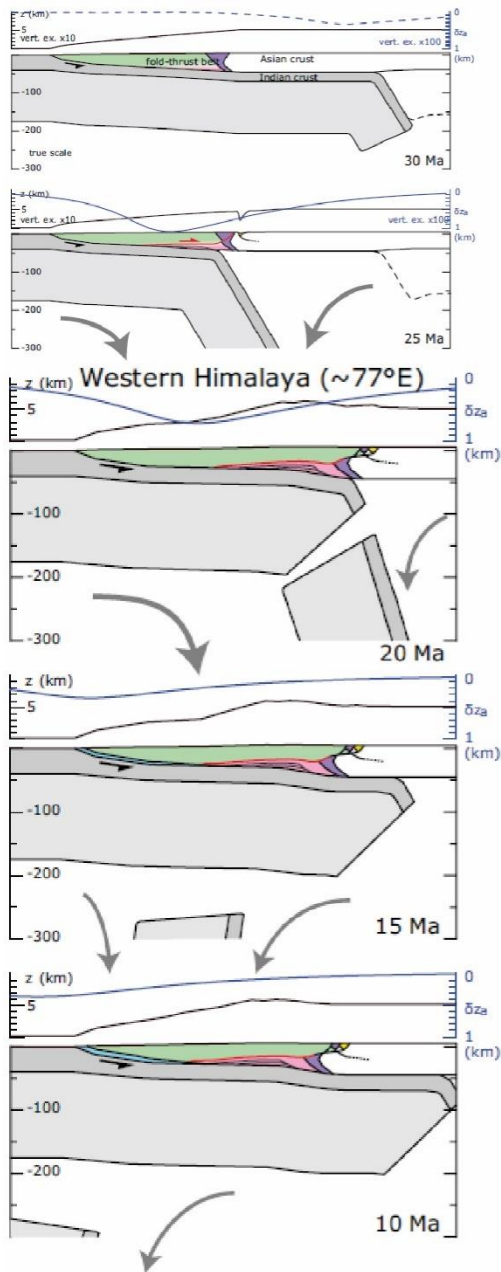 z (km) 0
5 δzₐ
vert. ex. x10 vert. ex. x100 1
fold-thrust belt Asian crust (km)
Indian crust
-100
-200
true scale
-300 30 Ma
z (km) 0
5 δzₐ
vert. ex. x10 vert. ex. x100 1
(km)
-100
-200
-300 25 Ma
Western Himalaya (~77°E)
z (km) 0
5 δzₐ
1
(km)
-100
-200
-300 20 Ma
z (km) 0
5 δzₐ
1
(km)
-100
-200
-300 15 Ma
z (km) 0
5 δzₐ
1
(km)
-100
-200
10 Ma